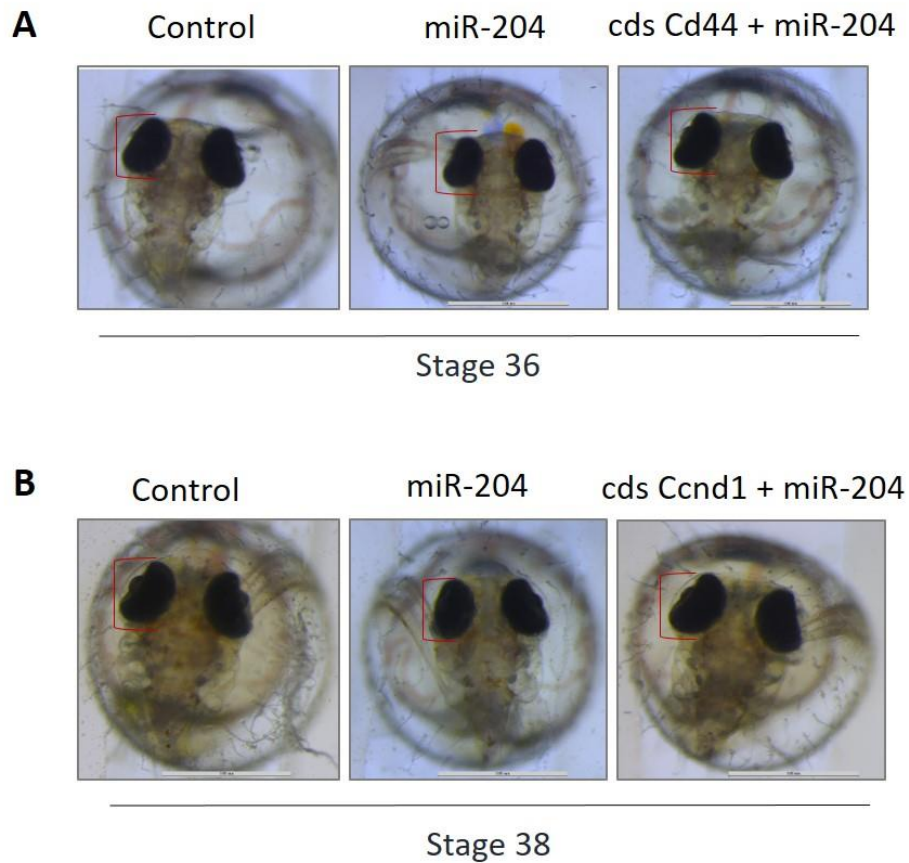 A
Control
miR-204
cds Cd44 + miR-204
Stage 36
B
Control
miR-204
cds Ccnd1 + miR-204
Stage 38